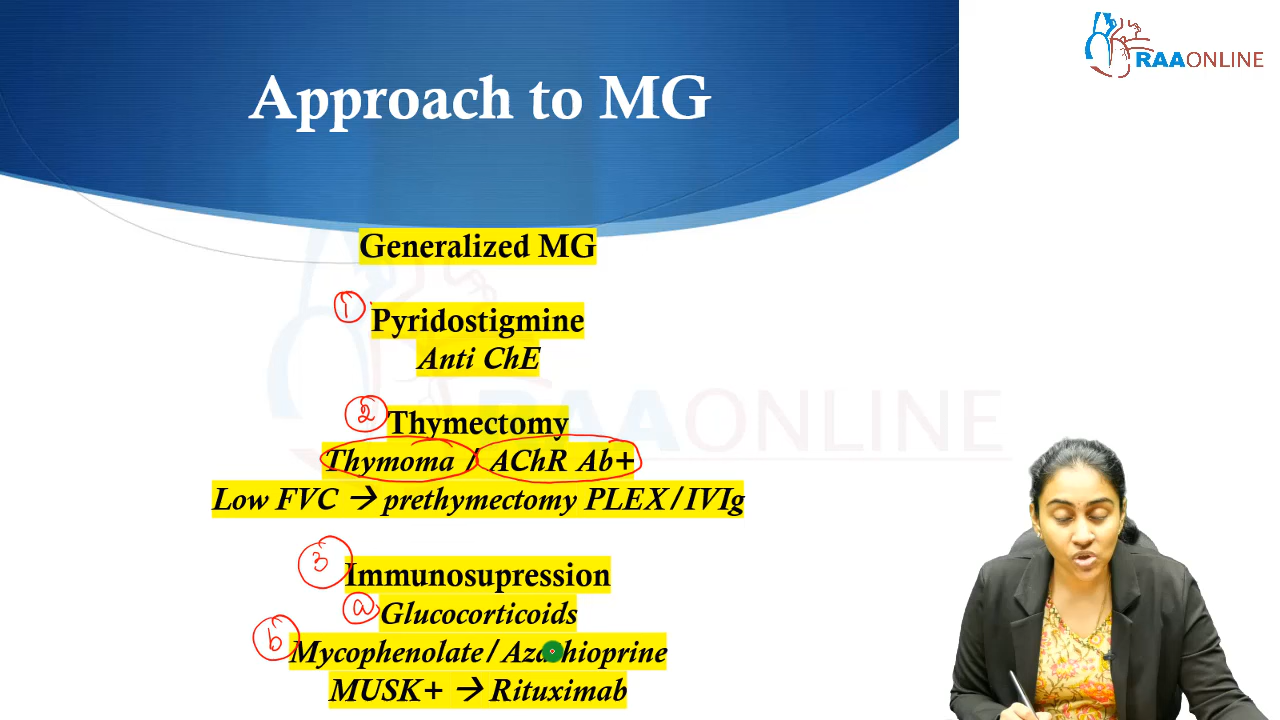 RAAONLINE
Approach to MG
Generalized MG
1 Pyridostigmine
Anti ChE
2 Thymectomy
Thymoma / AChR Ab+
Low FVC → prethymectomy PLEX/IVIg
3 Immunosupression
a Glucocorticoids
b Mycophenolate/Azathioprine
MUSK+ → Rituximab
RAAONLINE